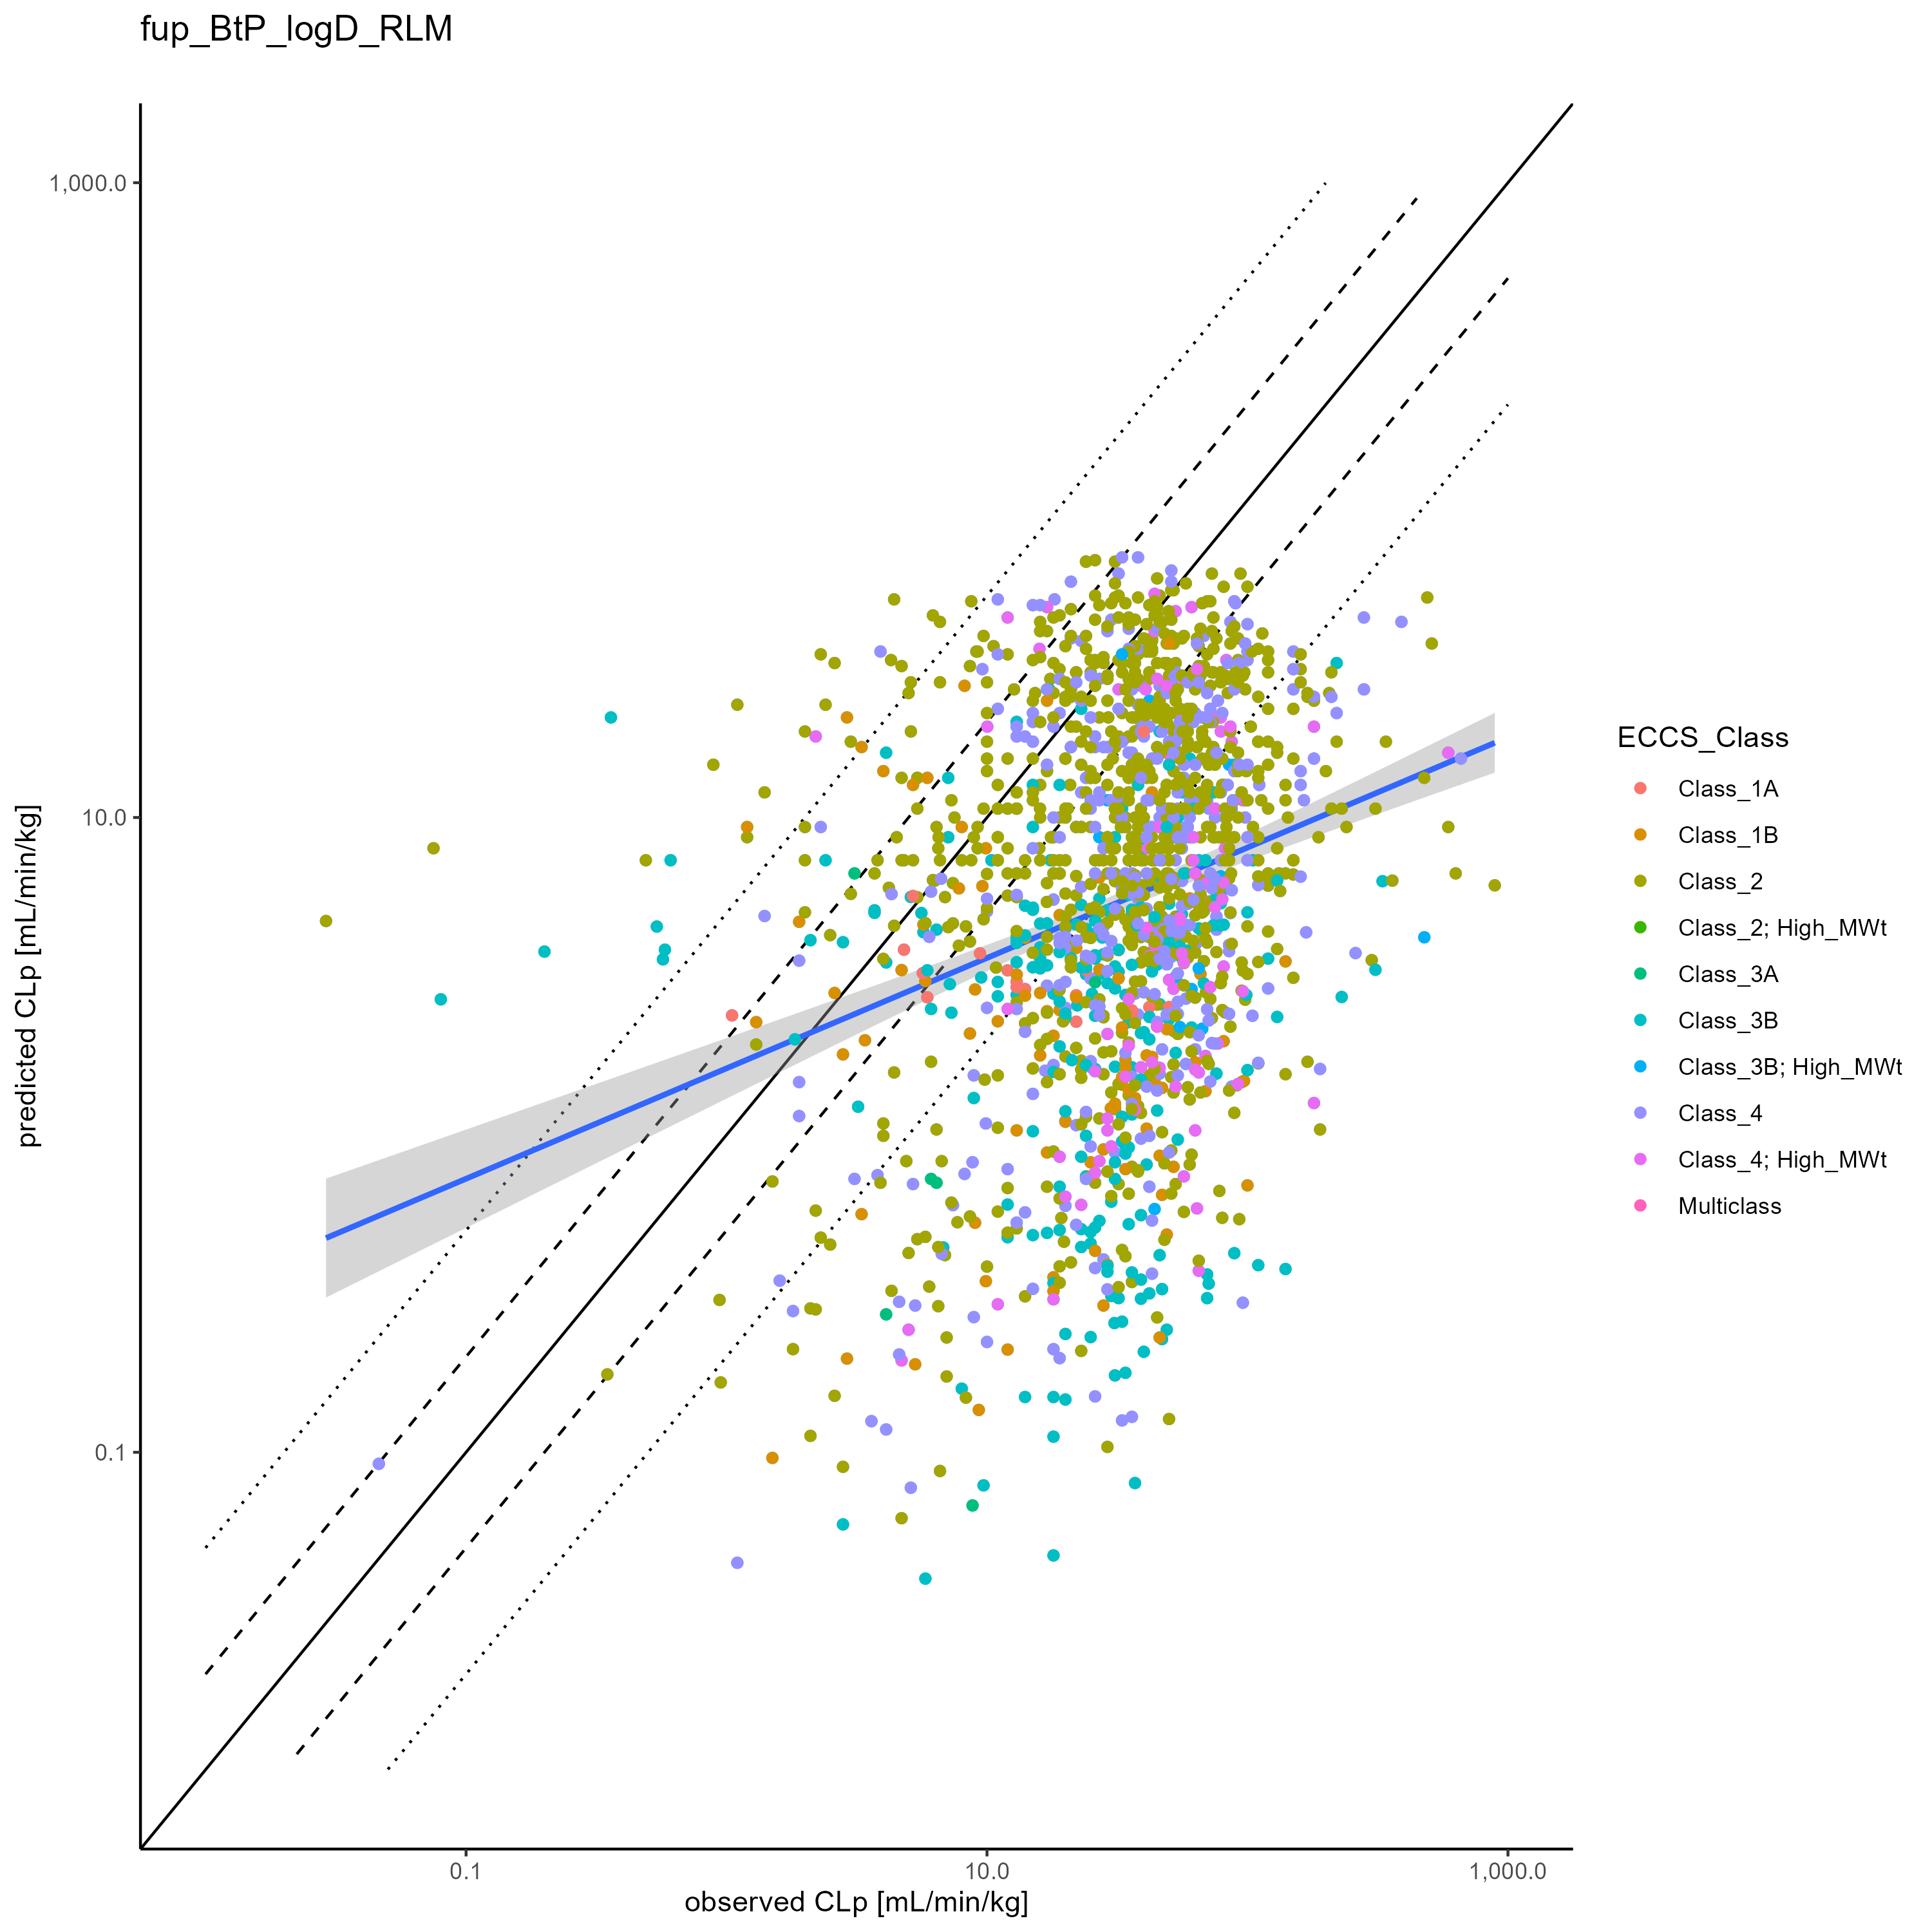 fup_BtP_logD_RLM
1,000.0
10.0
0.1
predicted CLp [mL/min/kg]
0.1
10.0
1,000.0
observed CLp [mL/min/kg]
ECCS_Class
Class_1A
Class_1B
Class_2
Class_2; High_MWt
Class_3A
Class_3B
Class_3B; High_MWt
Class_4
Class_4; High_MWt
Multiclass